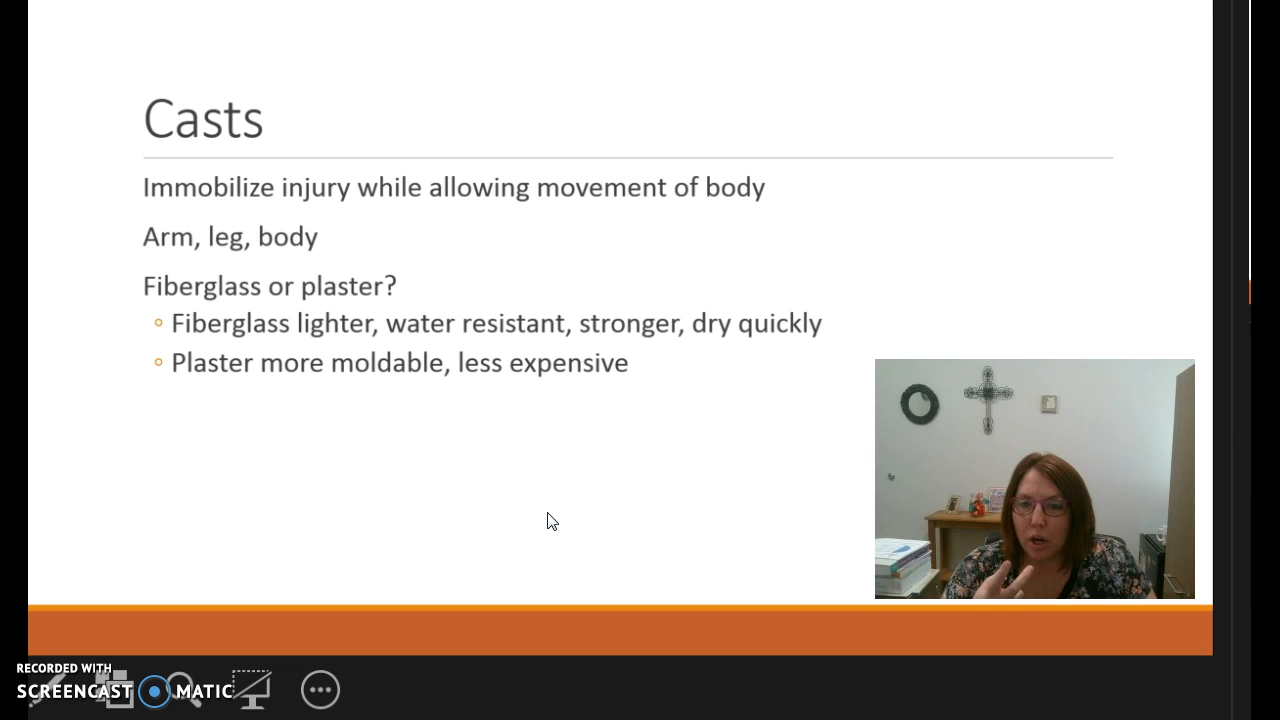 Casts
Immobilize injury while allowing movement of body
Arm, leg, body
Fiberglass or plaster?
Fiberglass lighter, water resistant, stronger, dry quickly
Plaster more moldable, less expensive
RECORDED WITH
SCREENCAST MATIC